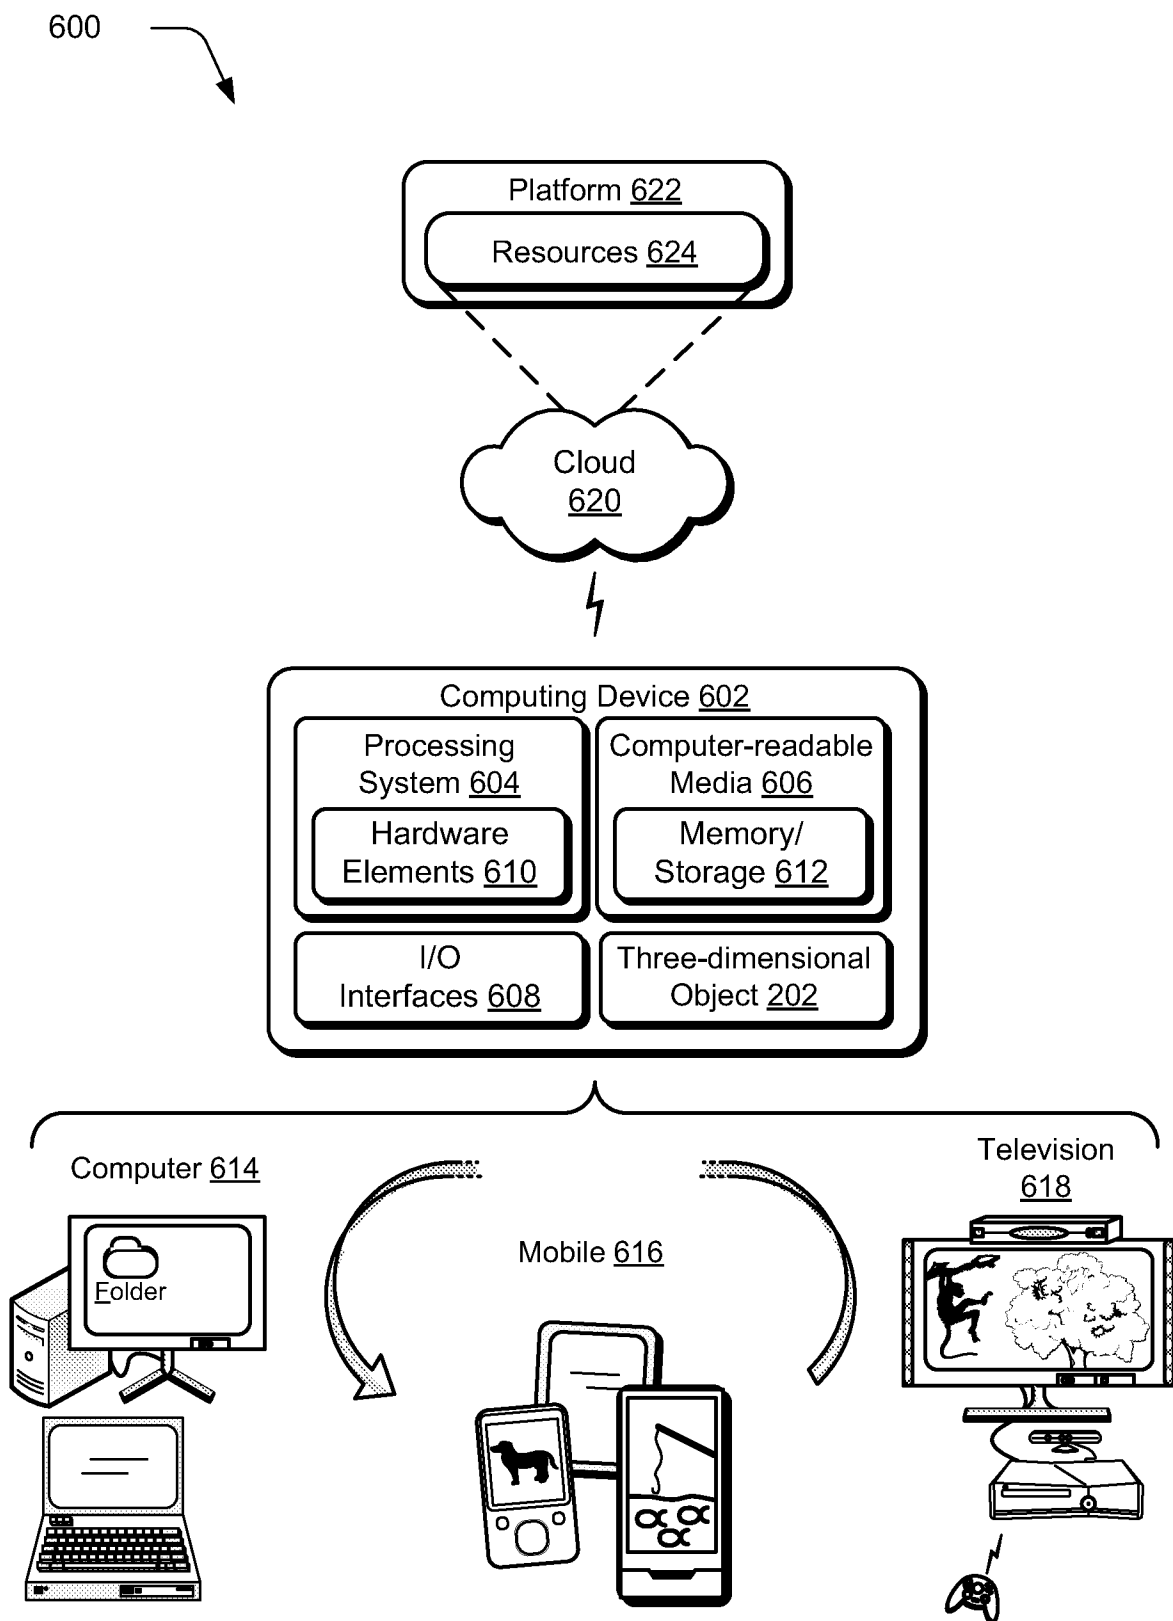 600
Platform 622
Resources 624
Cloud
620
Computing Device 602
Processing
System 604
Hardware
Elements 610
Computer-readable
Media 606
Memory/
Storage 612
I/O
Interfaces 608
Three-dimensional
Object 202
Computer 614
Folder
Mobile 616
Television
618